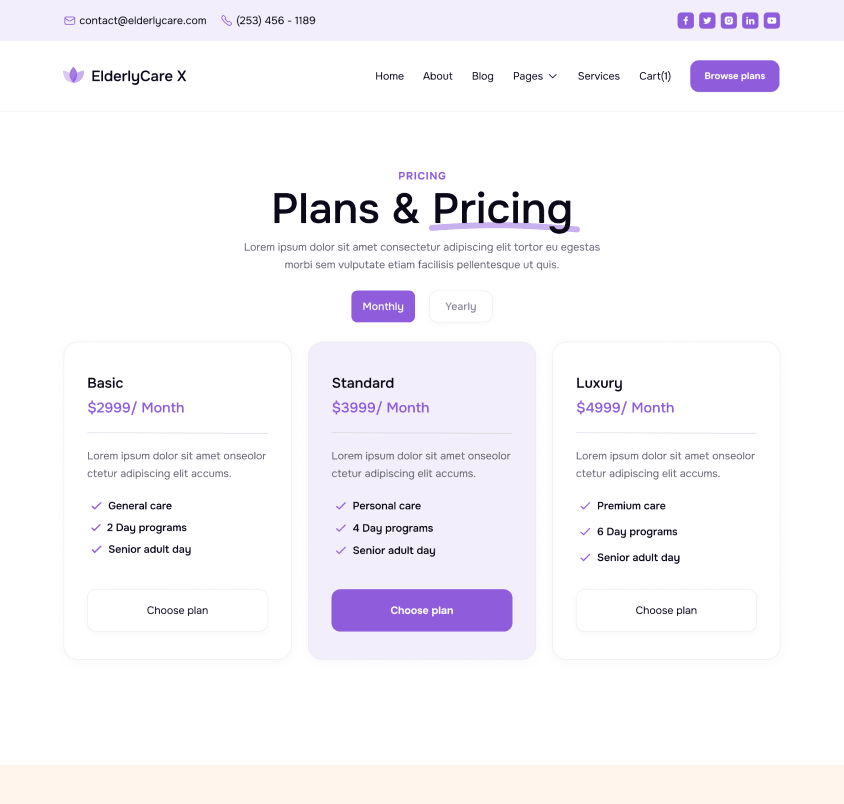 contact@elderlycare.com (253) 456 - 1189
ElderlyCare X Home About Blog Pages Services Cart(1) Browse plans
PRICING
Plans & Pricing
Lorem ipsum dolor sit amet consectetur adipiscing elit tortor eu egestas
morbi sem vulputate etiam facilisis pellentesque ut quis.
Monthly Yearly
Basic
$2999/ Month
Lorem ipsum dolor sit amet onseolor
ctetur adipiscing elit accums.
General care
2 Day programs
Senior adult day
Choose plan
Standard
$3999/ Month
Lorem ipsum dolor sit amet onseolor
ctetur adipiscing elit accums.
Personal care
4 Day programs
Senior adult day
Choose plan
Luxury
$4999/ Month
Lorem ipsum dolor sit amet onseolor
ctetur adipiscing elit accums.
Premium care
6 Day programs
Senior adult day
Choose plan